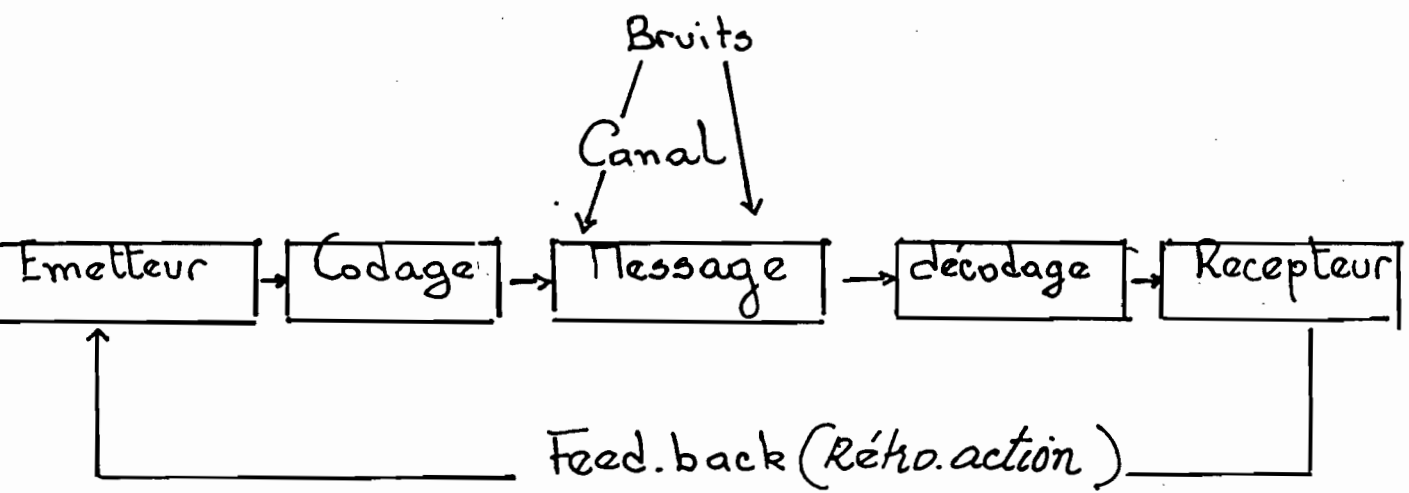 Bruits
Canal
Emetteur Codage Message décodage Recepteur
Feed.back (Rétro.action)